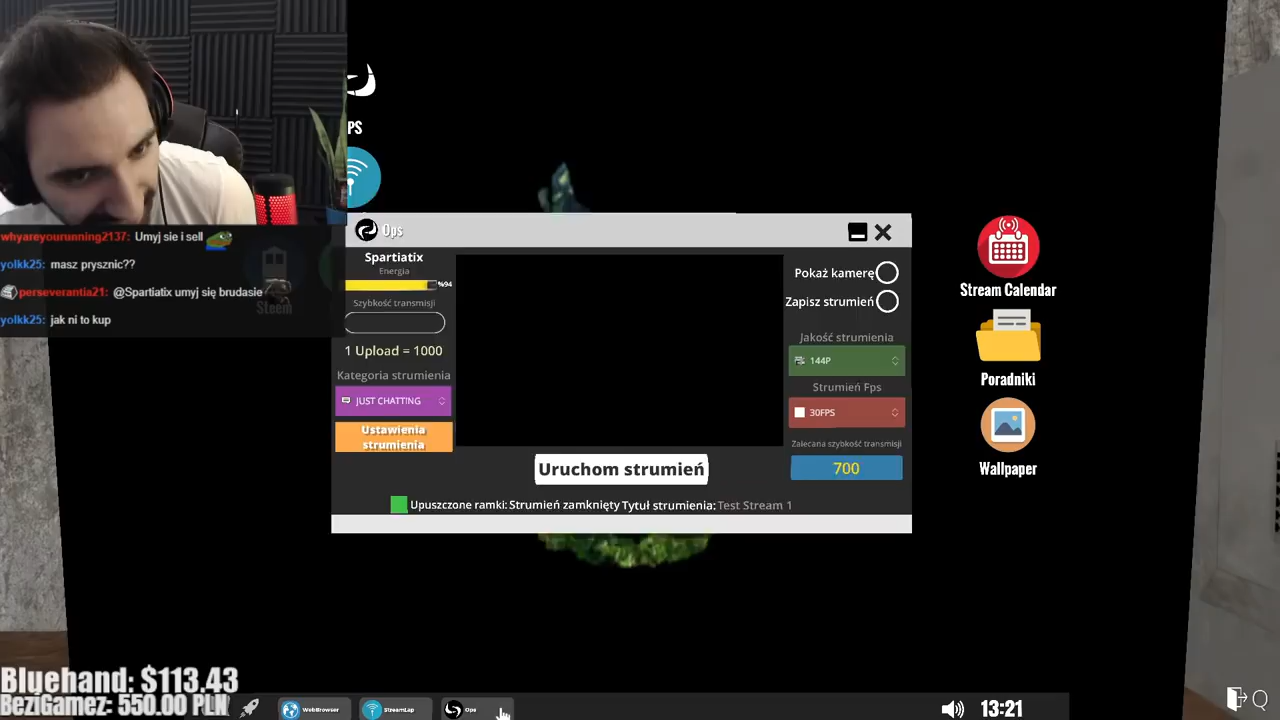 PS
Ops
whyareyourunning2137: Umyj sie i sell
yolkk25: masz prysznic??
perseverantia21: @Spartiatix umyj się brudasie
yolkk25: jak ni to kup
Steem
Spartiatix
Energia
%94
Szybkość transmisji
1 Upload = 1000
Kategoria strumienia
JUST CHATTING
Ustawienia
strumienia
Pokaż kamerę
Zapisz strumień
Jakość strumienia
144P
Strumień Fps
30FPS
Zalecana szybkość transmisji
700
Uruchom strumień
Upuszczone ramki: Strumień zamknięty Tytuł strumienia: Test Stream 1
Stream Calendar
Poradniki
Wallpaper
Bluehand: $113.43
BeziGamez: 550.00 PLN
WebBrowser
StreamLap
Ops
13:21
Q